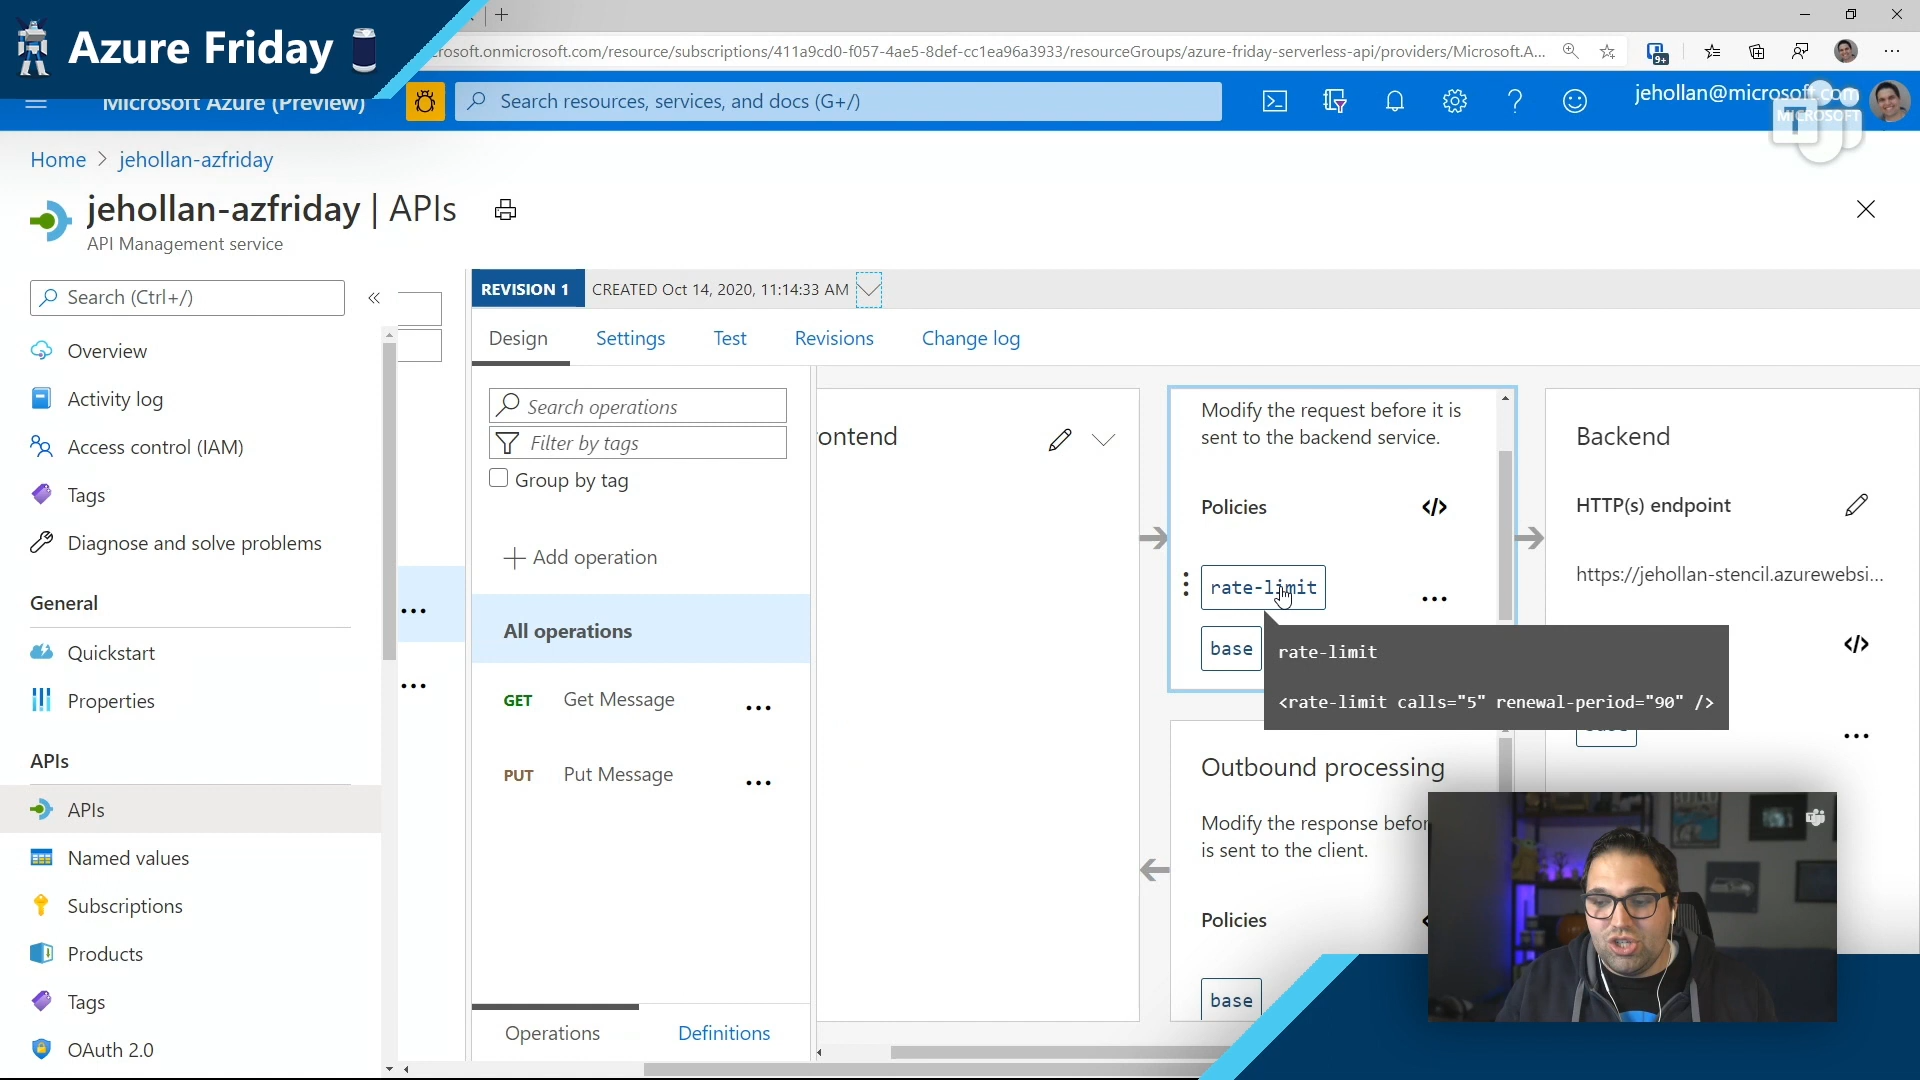 Azure Friday
rosoft.onmicrosoft.com/resource/subscriptions/411a9cd0-f057-4ae5-8def-cc1ea96a3933/resourceGroups/azure-friday-serverless-api/providers/Microsoft.A...
9+
Microsoft Azure (Preview)
Search resources, services, and docs (G+/)
jehollan@microsoft.com
MICROSOFT
Home > jehollan-azfriday
jehollan-azfriday | APIs
API Management service
Search (Ctrl+/)
«
Overview
Activity log
Access control (IAM)
Tags
Diagnose and solve problems
General
Quickstart
Properties
APIs
APIs
Named values
Subscriptions
Products
Tags
OAuth 2.0
REVISION 1
CREATED Oct 14, 2020, 11:14:33 AM
Design
Settings
Test
Revisions
Change log
Search operations
Filter by tags
Group by tag
+ Add operation
All operations
GET Get Message ...
PUT Put Message ...
Operations
Definitions
ontend
Modify the request before it is
sent to the backend service.
Policies </>
rate-limit ...
base
rate-limit
<rate-limit calls="5" renewal-period="90" />
Outbound processing
Modify the response befor
is sent to the client.
Policies
base
Backend
HTTP(s) endpoint
https://jehollan-stencil.azurewebsi...
</>
...